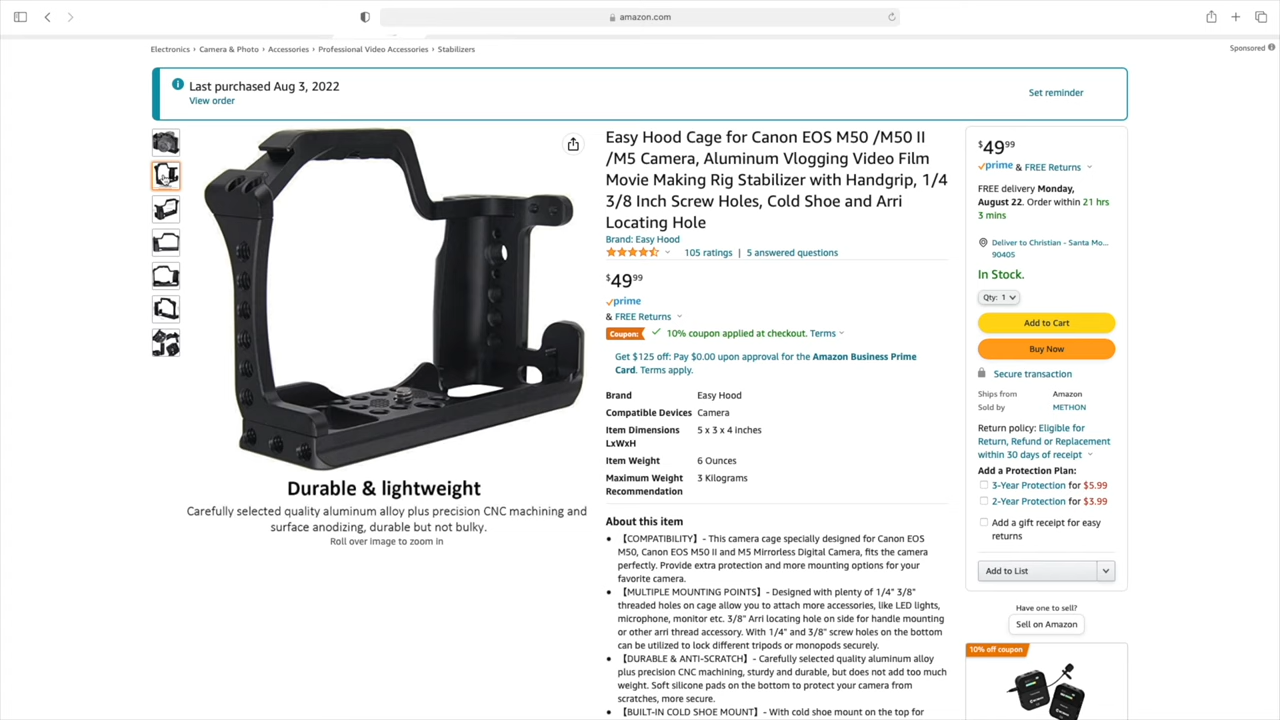 amazon.com
Electronics › Camera & Photo › Accessories › Professional Video Accessories › Stabilizers
Sponsored
Last purchased Aug 3, 2022
View order
Set reminder
Durable & lightweight
Carefully selected quality aluminum alloy plus precision CNC machining and
surface anodizing, durable but not bulky.
Roll over image to zoom in
Easy Hood Cage for Canon EOS M50 /M50 II
/M5 Camera, Aluminum Vlogging Video Film
Movie Making Rig Stabilizer with Handgrip, 1/4
3/8 Inch Screw Holes, Cold Shoe and Arri
Locating Hole
Brand: Easy Hood
105 ratings | 5 answered questions
$49 99
prime
& FREE Returns
Coupon: 10% coupon applied at checkout. Terms
Get $125 off: Pay $0.00 upon approval for the Amazon Business Prime
Card. Terms apply.
Brand Easy Hood
Compatible Devices Camera
Item Dimensions 5 x 3 x 4 inches
LxWxH
Item Weight 6 Ounces
Maximum Weight 3 Kilograms
Recommendation
About this item
• 【COMPATIBILITY】- This camera cage specially designed for Canon EOS
M50, Canon EOS M50 II and M5 Mirrorless Digital Camera, fits the camera
perfectly. Provide extra protection and more mounting options for your
favorite camera.
• 【MULTIPLE MOUNTING POINTS】- Designed with plenty of 1/4" 3/8"
threaded holes on cage allow you to attach more accessories, like LED lights,
microphone, monitor etc. 3/8" Arri locating hole on side for handle mounting
or other arri thread accessory. With 1/4" and 3/8" screw holes on the bottom
can be utilized to lock different tripods or monopods securely.
• 【DURABLE & ANTI-SCRATCH】- Carefully selected quality aluminum alloy
plus precision CNC machining, sturdy and durable, but does not add too much
weight. Soft silicone pads on the bottom to protect your camera from
scratches, more secure.
• 【BUILT-IN COLD SHOE MOUNT】- With cold shoe mount on the top for
$49 99
prime & FREE Returns
FREE delivery Monday,
August 22. Order within 21 hrs
3 mins
Deliver to Christian - Santa Mo...
90405
In Stock.
Qty: 1
Add to Cart
Buy Now
Secure transaction
Ships from Amazon
Sold by METHON
Return policy: Eligible for
Return, Refund or Replacement
within 30 days of receipt
Add a Protection Plan:
3-Year Protection for $5.99
2-Year Protection for $3.99
Add a gift receipt for easy
returns
Add to List
Have one to sell?
Sell on Amazon
10% off coupon